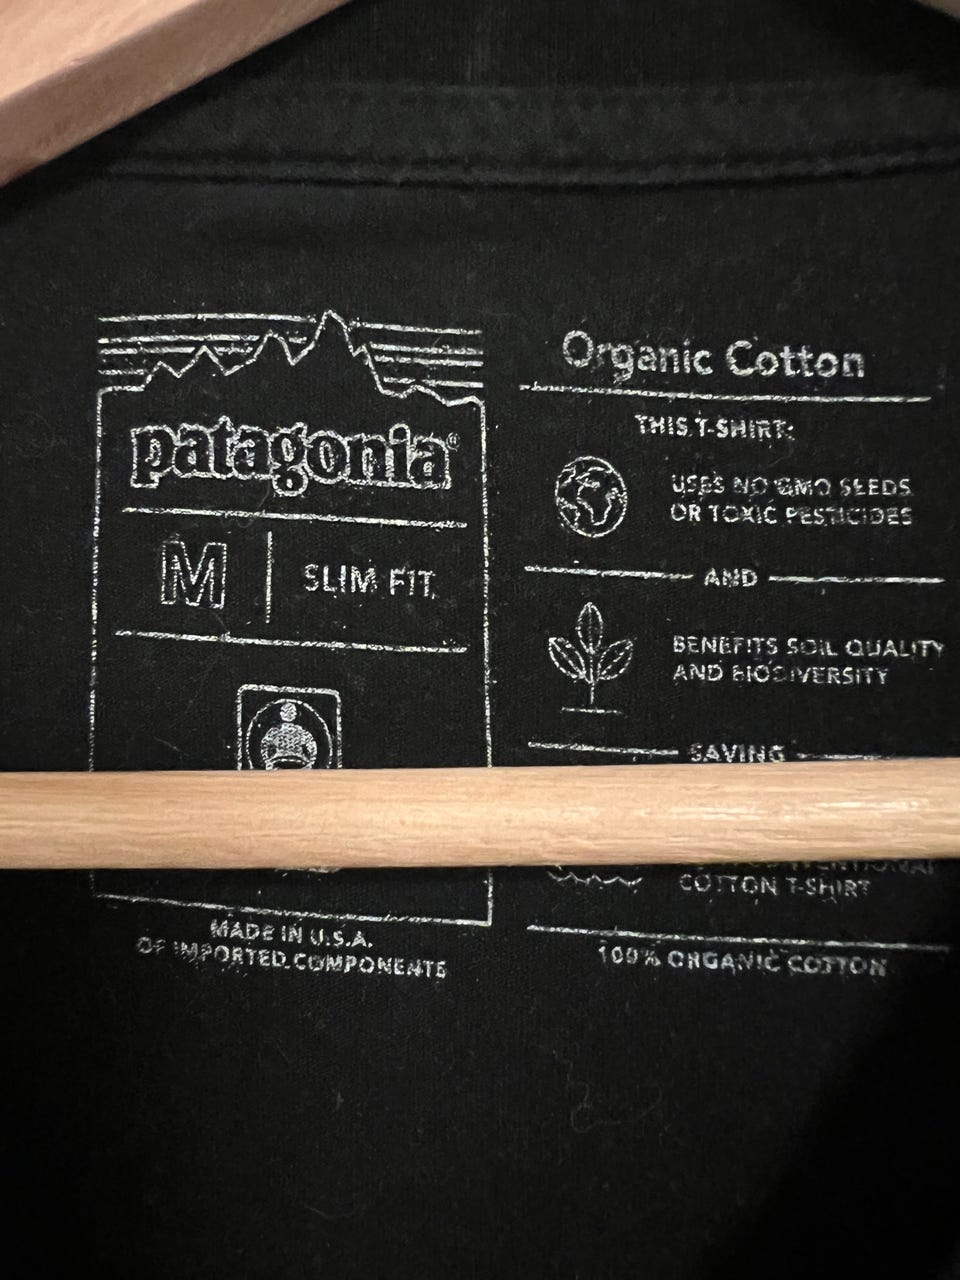 patagonia®
M | SLIM FIT
MADE IN U.S.A.
OF IMPORTED COMPONENTS
Organic Cotton
THIS T-SHIRT:
USES NO GMO SEEDS
OR TOXIC PESTICIDES
AND
BENEFITS SOIL QUALITY
AND BIODIVERSITY
SAVING
COTTON T-SHIRT
100% ORGANIC COTTON